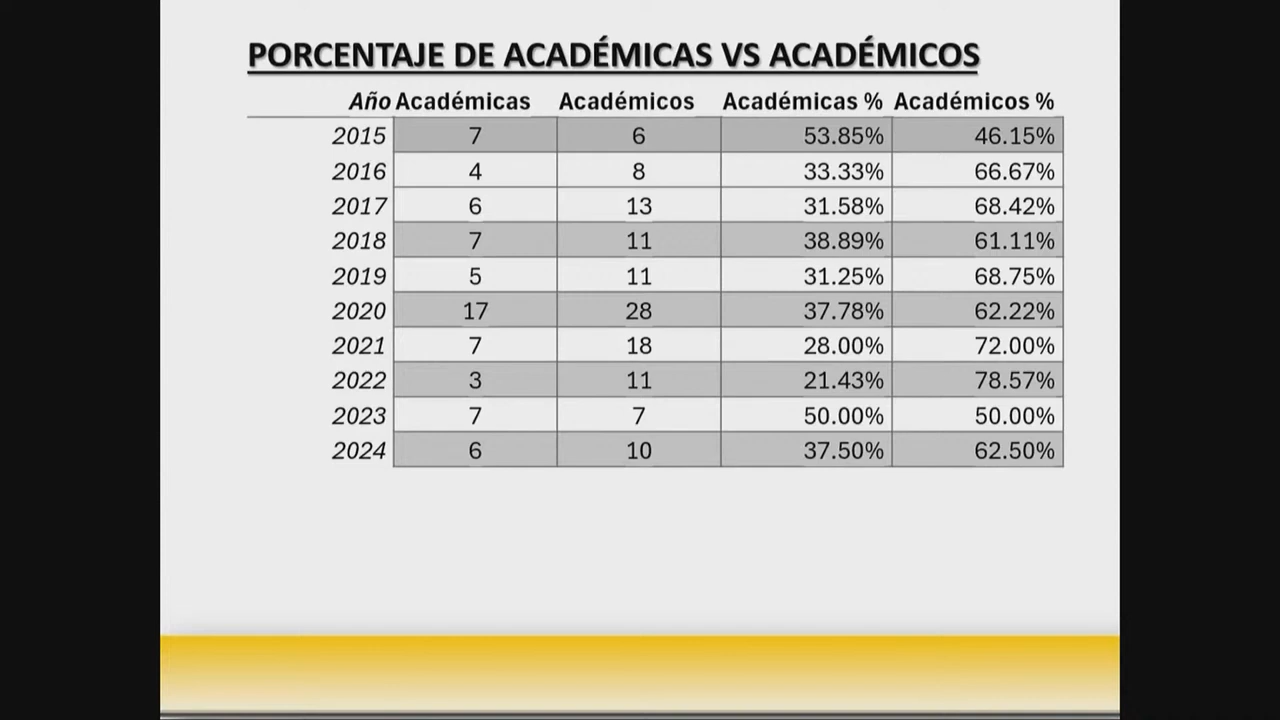 PORCENTAJE DE ACADÉMICAS VS ACADÉMICOS
Año Académicas Académicos Académicas % Académicos %
2015 7 6 53.85% 46.15%
2016 4 8 33.33% 66.67%
2017 6 13 31.58% 68.42%
2018 7 11 38.89% 61.11%
2019 5 11 31.25% 68.75%
2020 17 28 37.78% 62.22%
2021 7 18 28.00% 72.00%
2022 3 11 21.43% 78.57%
2023 7 7 50.00% 50.00%
2024 6 10 37.50% 62.50%